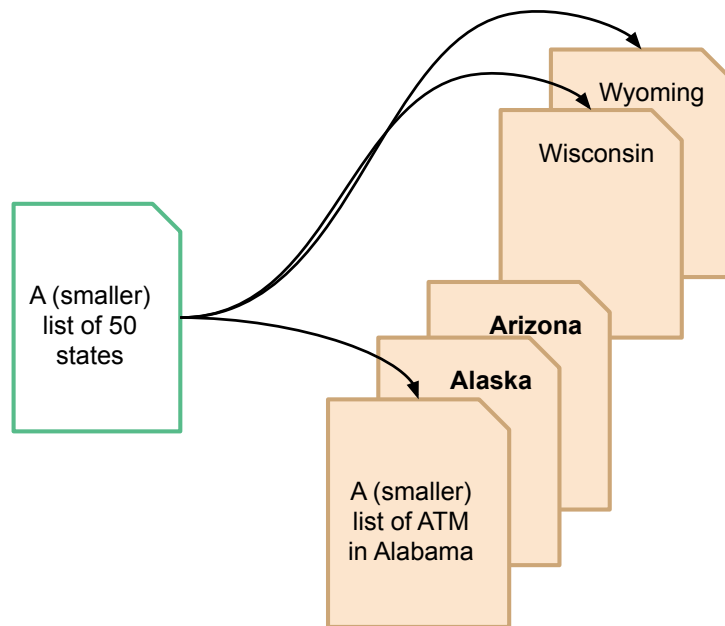 Wyoming
Wisconsin
A (smaller)
list of 50
states
Arizona
Alaska
A (smaller)
list of ATM
in Alabama